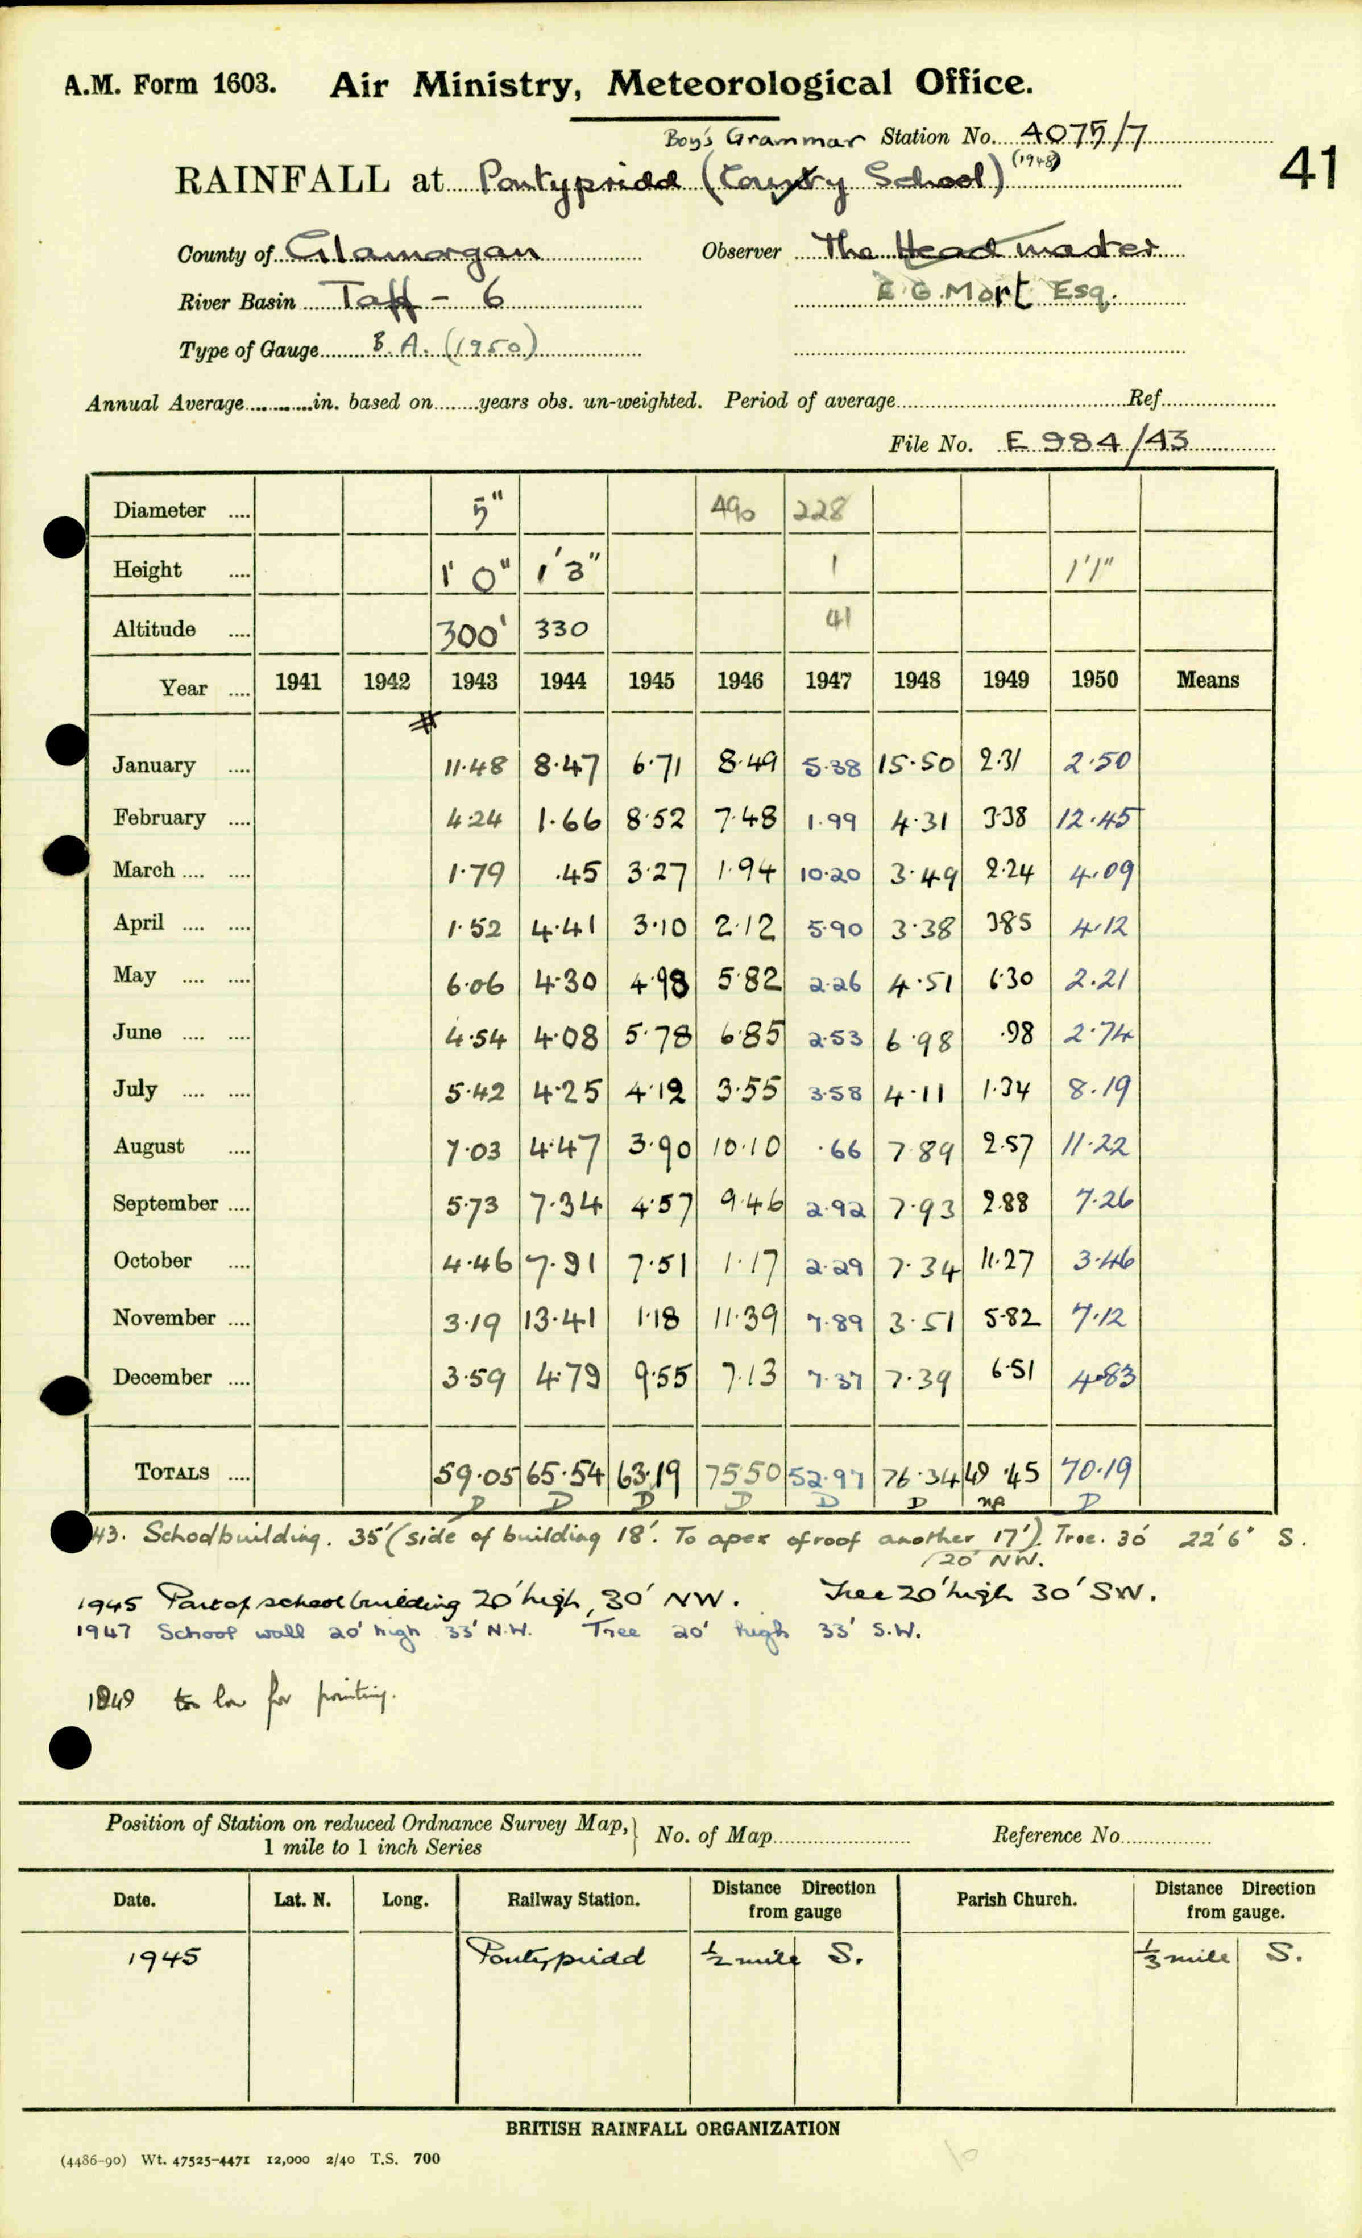 A.M. Form 1603. Air Ministry, Meteorological Office.
Boy's Grammar Station No. 4075/7
RAINFALL at Pontypridd (County School) (1948) 41
County of Glamorgan Observer The Headmaster
River Basin Taff - 6 E G Mort Esq.
Type of Gauge B.A. (1950)
Annual Average in. based on years obs. un-weighted. Period of average Ref.
File No. E 984/43
Diameter 5" 490 228
Height 1' 0" 1'3" 1 1'1"
Altitude 300' 330 41
Year 1941 1942 1943 1944 1945 1946 1947 1948 1949 1950 Means
January 11.48 8.47 6.71 8.49 5.38 15.50 2.31 2.50
February 4.24 1.66 8.52 7.48 1.99 4.31 3.38 12.45
March 1.79 .45 3.27 1.94 10.20 3.49 2.24 4.09
April 1.52 4.41 3.10 2.12 5.90 3.38 3.85 4.12
May 6.06 4.30 4.98 5.82 2.26 4.51 6.30 2.21
June 4.54 4.08 5.78 6.85 2.53 6.98 .98 2.74
July 5.42 4.25 4.12 3.55 3.58 4.11 1.34 8.19
August 7.03 4.47 3.90 10.10 .66 7.89 2.57 11.22
September 5.73 7.34 4.57 9.46 2.92 7.93 2.88 7.26
October 4.46 7.91 7.51 1.17 2.29 7.34 11.27 3.46
November 3.19 13.41 1.18 11.39 7.89 3.51 5.82 7.12
December 3.59 4.79 9.55 7.13 7.37 7.39 6.51 4.83
TOTALS 59.05 65.54 63.19 75.50 52.97 76.34 49.45 70.19
D D D D D D np D
43. School building. 35' (side of building 18'. To apex of roof another 17'). Tree. 30' 22'6" S.
(20' NW.
1945 Part of school building 20' high, 30' NW. Tree 20' high 30' SW.
1947 School wall 20' high 33' N.W. Tree 20' high 33' S.W.
1949 too low for printing.
Position of Station on reduced Ordnance Survey Map, 1 mile to 1 inch Series No. of Map Reference No.
Date. Lat. N. Long. Railway Station. Distance from gauge Direction Parish Church. Distance from gauge. Direction
1945 Pontypridd 1/2 mile S. 1/3 mile S.
BRITISH RAINFALL ORGANIZATION
(4486-90) Wt. 47525-4471 12,000 2/40 T.S. 700
10